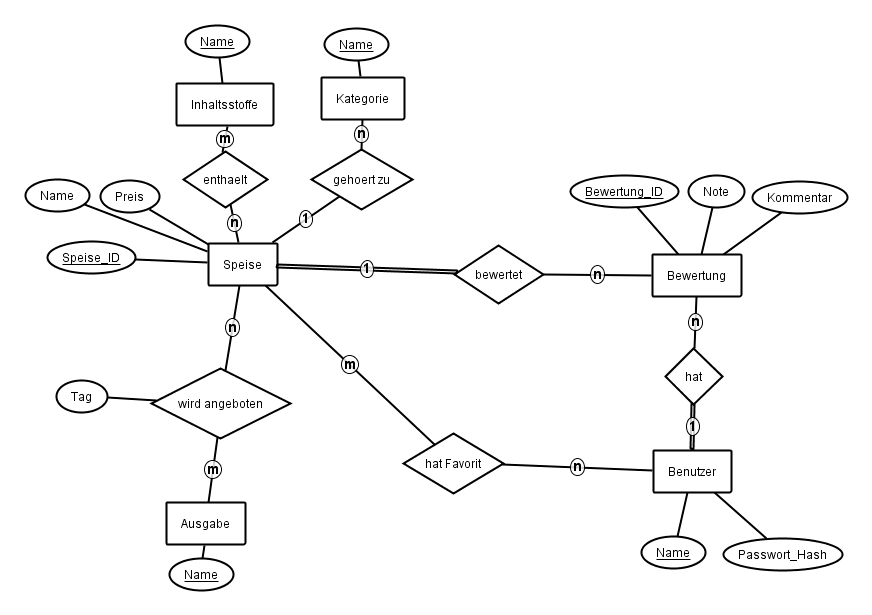 Name
Name
Inhaltsstoffe
Kategorie
m
n
enthaelt
gehoert zu
Name
Preis
Bewertung_ID
Note
Kommentar
n
1
Speise_ID
Speise
1
bewertet
n
Bewertung
n
n
m
hat
Tag
wird angeboten
1
m
hat Favorit
n
Benutzer
Ausgabe
Name
Passwort_Hash
Name